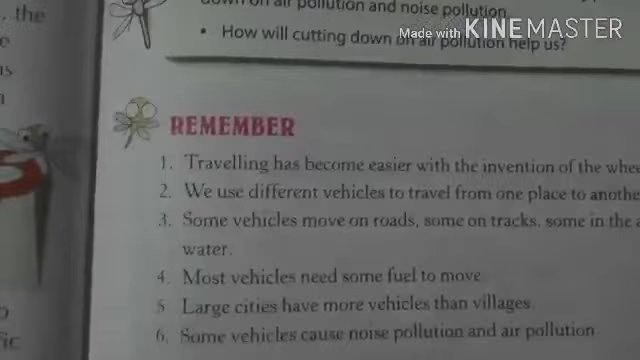 the
down on air pollution and noise pollution.
Made with KINEMASTER
• How will cutting down on air pollution help us?
REMEMBER
1. Travelling has become easier with the invention of the
2. We use different vehicles to travel from one place to
3. Some vehicles move on roads, some on tracks, some in the
water.
4. Most vehicles need some fuel to move
5 Large cities have more vehicles than villages.
6. Some vehicles cause noise pollution and air pollution.